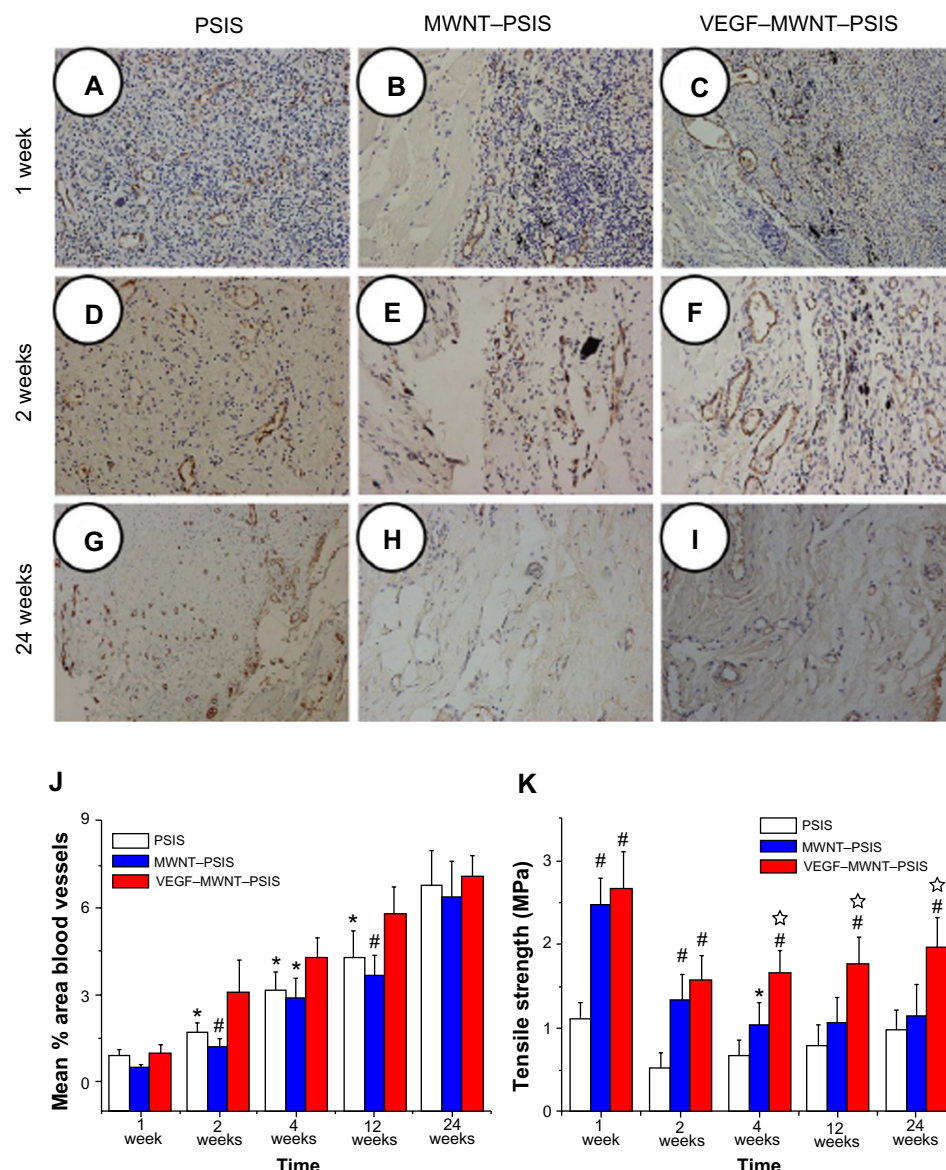 PSIS MWNT–PSIS VEGF–MWNT–PSIS
1 week
A B C
2 weeks
D E F
24 weeks
G H I
J
Mean % area blood vessels
9
6
3
0
PSIS
MWNT–PSIS
VEGF–MWNT–PSIS
* # * * * #
1 week
2 weeks
4 weeks
12 weeks
24 weeks
Time
K
Tensile strength (MPa)
3
2
1
0
PSIS
MWNT–PSIS
VEGF–MWNT–PSIS
# # # # * ☆ # ☆ # ☆ #
1 week
2 weeks
4 weeks
12 weeks
24 weeks
Time